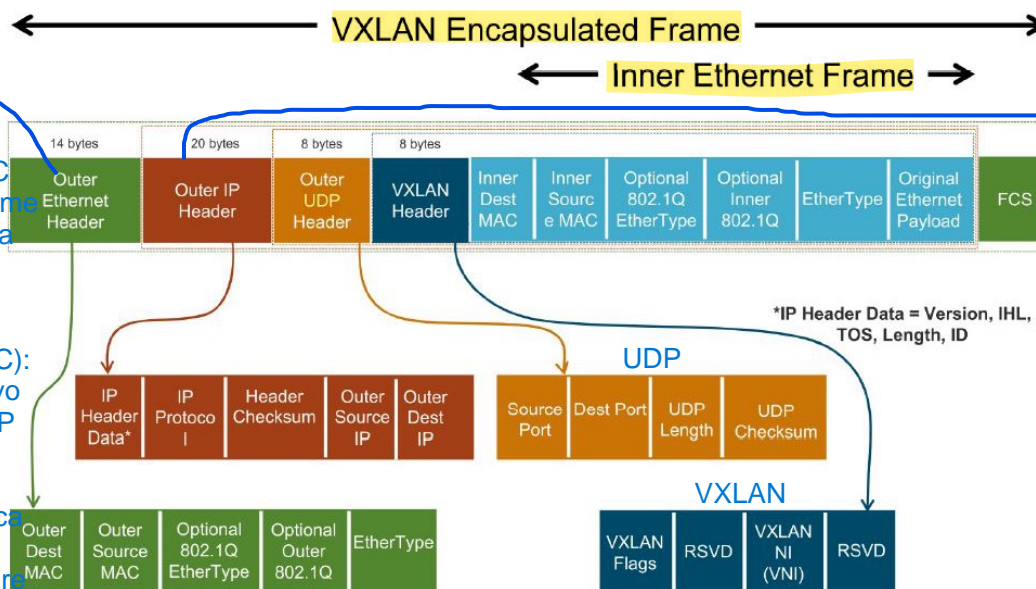 VXLAN Encapsulated Frame
Inner Ethernet Frame
14 bytes
20 bytes
8 bytes
8 bytes
C
me
a
Outer
Ethernet
Header
Outer IP
Header
Outer
UDP
Header
VXLAN
Header
Inner
Dest
MAC
Inner
Sourc
e MAC
Optional
802.1Q
EtherType
Optional
Inner
802.1Q
EtherType
Original
Ethernet
Payload
FCS
*IP Header Data = Version, IHL,
TOS, Length, ID
C):
vo
P
UDP
IP
Header
Data*
IP
Protoco
l
Header
Checksum
Outer
Source
IP
Outer
Dest
IP
Source
Port
Dest Port
UDP
Length
UDP
Checksum
VXLAN
ca
re
Outer
Dest
MAC
Outer
Source
MAC
Optional
802.1Q
EtherType
Optional
Outer
802.1Q
EtherType
VXLAN
Flags
RSVD
VXLAN
NI
(VNI)
RSVD